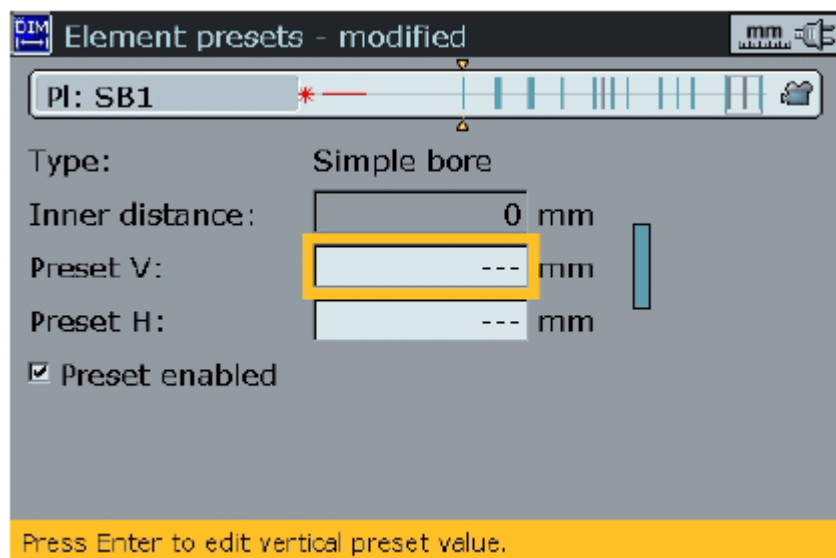 DIM Element presets - modified mm
Pl: SB1
Type: Simple bore
Inner distance: 0 mm
Preset V: --- mm
Preset H: --- mm
Preset enabled
Press Enter to edit vertical preset value.